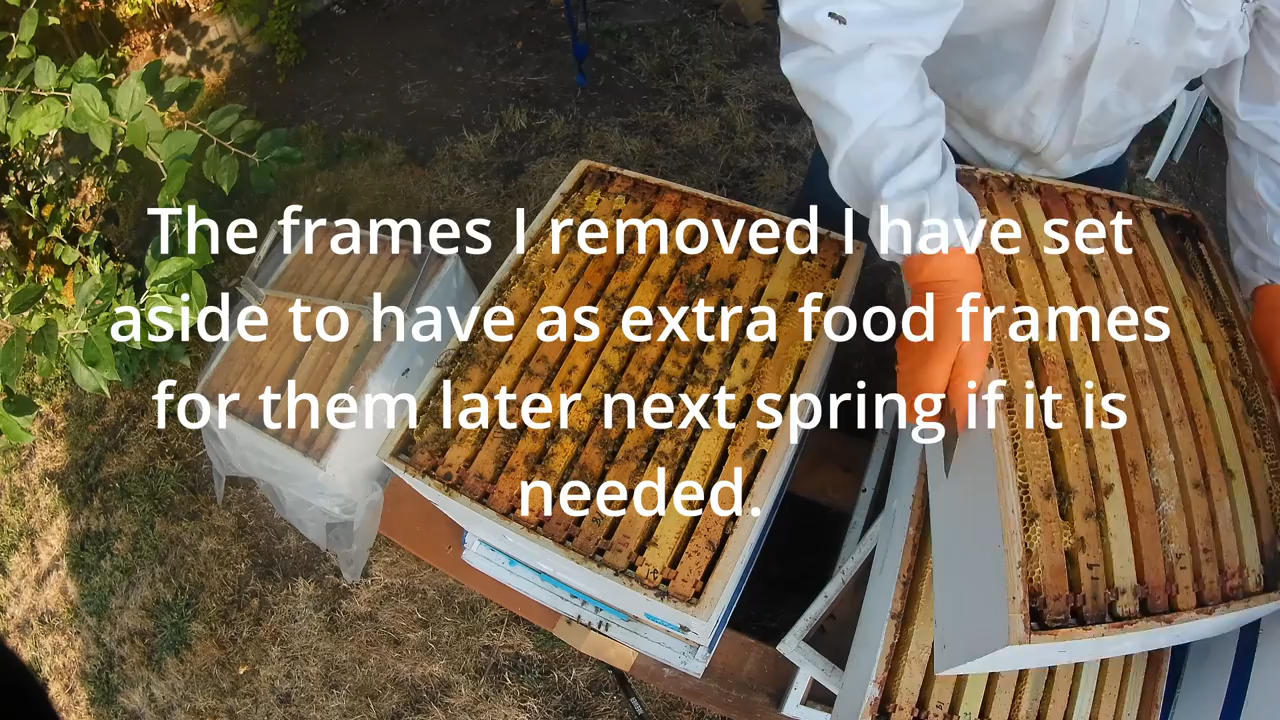 The frames I removed I have set
aside to have as extra food frames
for them later next spring if it is
needed.